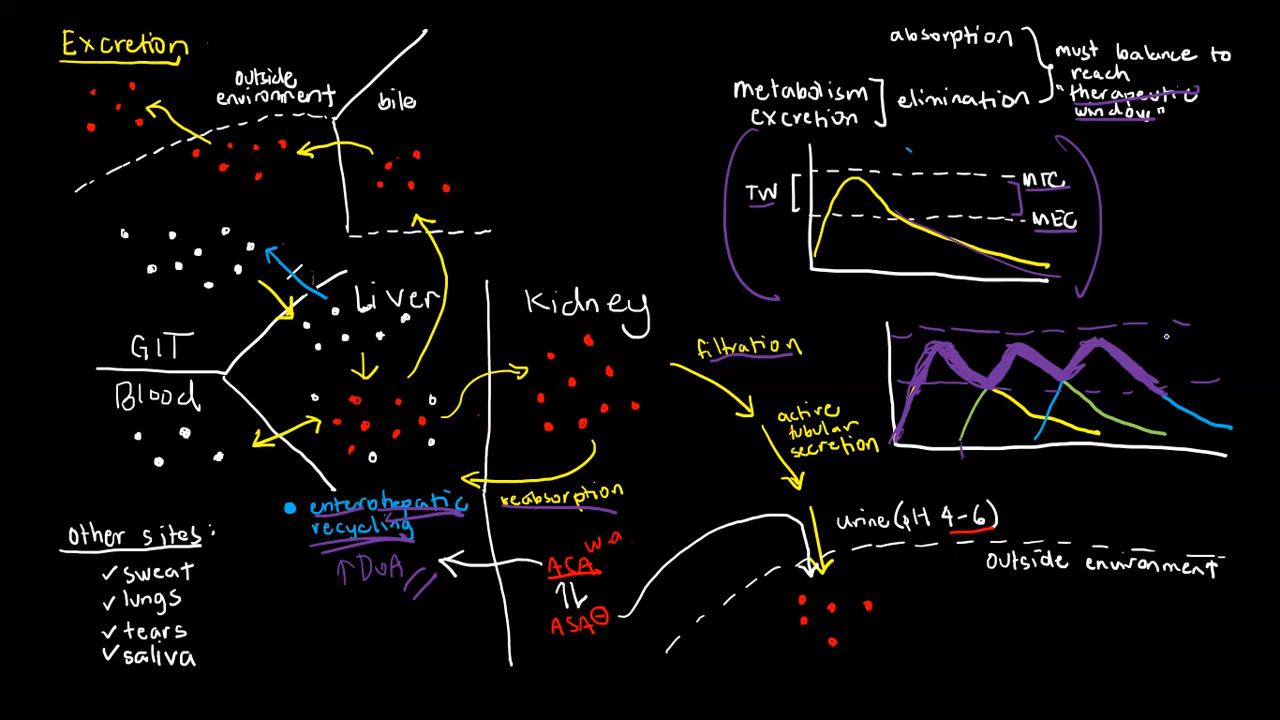 Excretion
outside
environment
bile
absorption
must balance to
reach
"therapeutic
window"
metabolism
excretion
elimination
TW
MTC
MEC
Liver
Kidney
GIT
Blood
filtration
active
tubular
secretion
reabsorption
enterohepatic
recycling
↑DoA
ACA
w.a.
ASA⊖
urine (pH 4-6)
outside environment
other sites:
✓sweat
✓lungs
✓tears
✓saliva